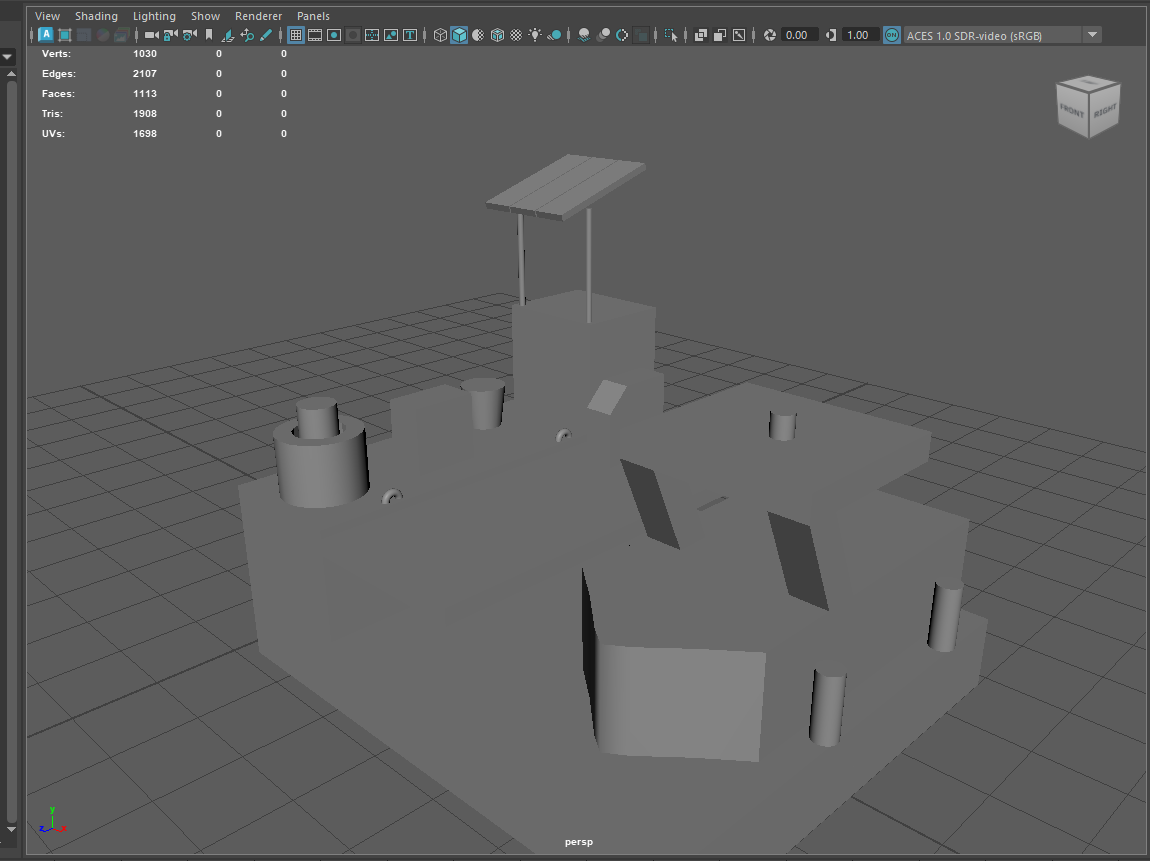 View Shading Lighting Show Renderer Panels
A T 0.00 1.00 ON ACES 1.0 SDR-video (sRGB)
Verts: 1030 0 0
Edges: 2107 0 0
Faces: 1113 0 0
Tris: 1908 0 0
UVs: 1698 0 0
FRONT RIGHT
y
z x
persp